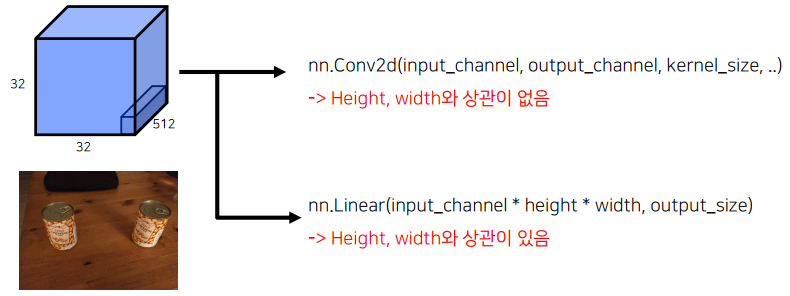 32
512
32
nn.Conv2d(input_channel, output_channel, kernel_size, ..)
-> Height, width와 상관이 없음
nn.Linear(input_channel * height * width, output_size)
-> Height, width와 상관이 있음